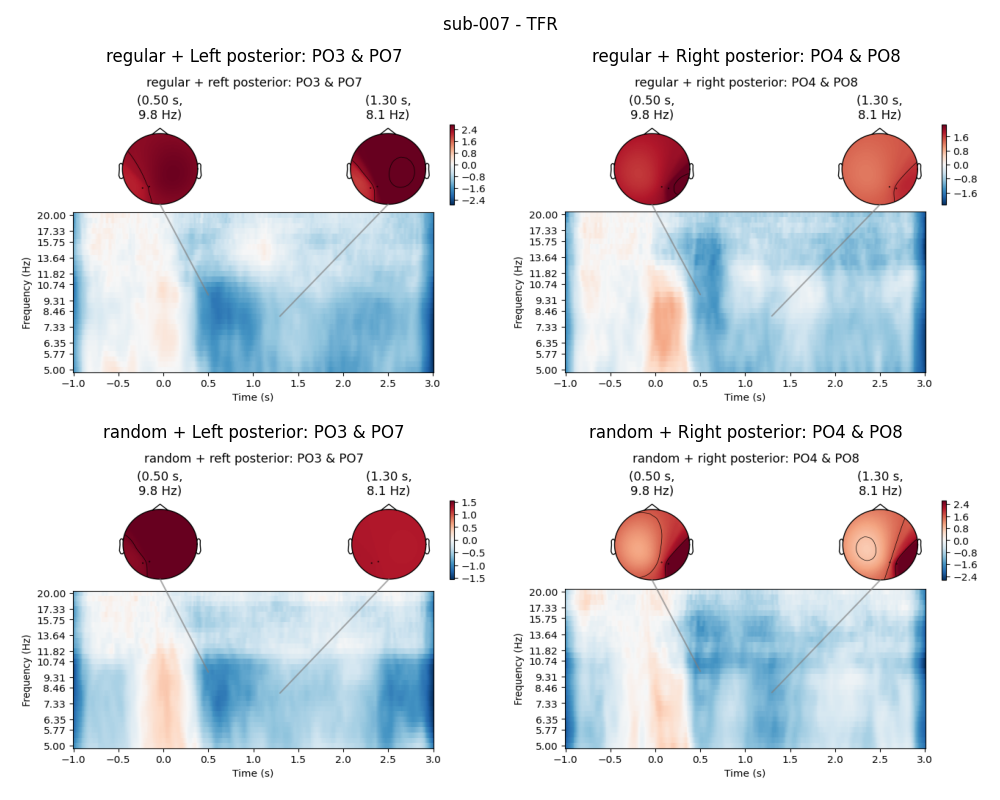 sub-007 - TFR
regular + Left posterior: PO3 & PO7
regular + reft posterior: PO3 & PO7
(0.50 s,
9.8 Hz)
(1.30 s,
8.1 Hz)
2.4
1.6
0.8
0.0
−0.8
−1.6
−2.4
Frequency (Hz)
20.00
17.33
15.75
13.64
11.82
10.74
9.31
8.46
7.33
6.35
5.77
5.00
−1.0 −0.5 0.0 0.5 1.0 1.5 2.0 2.5 3.0
Time (s)
regular + Right posterior: PO4 & PO8
regular + right posterior: PO4 & PO8
(0.50 s,
9.8 Hz)
(1.30 s,
8.1 Hz)
1.6
0.8
0.0
−0.8
−1.6
Frequency (Hz)
20.00
17.33
15.75
13.64
11.82
10.74
9.31
8.46
7.33
6.35
5.77
5.00
−1.0 −0.5 0.0 0.5 1.0 1.5 2.0 2.5 3.0
Time (s)
random + Left posterior: PO3 & PO7
random + reft posterior: PO3 & PO7
(0.50 s,
9.8 Hz)
(1.30 s,
8.1 Hz)
1.5
1.0
0.5
0.0
−0.5
−1.0
−1.5
Frequency (Hz)
20.00
17.33
15.75
13.64
11.82
10.74
9.31
8.46
7.33
6.35
5.77
5.00
−1.0 −0.5 0.0 0.5 1.0 1.5 2.0 2.5 3.0
Time (s)
random + Right posterior: PO4 & PO8
random + right posterior: PO4 & PO8
(0.50 s,
9.8 Hz)
(1.30 s,
8.1 Hz)
2.4
1.6
0.8
0.0
−0.8
−1.6
−2.4
Frequency (Hz)
20.00
17.33
15.75
13.64
11.82
10.74
9.31
8.46
7.33
6.35
5.77
5.00
−1.0 −0.5 0.0 0.5 1.0 1.5 2.0 2.5 3.0
Time (s)